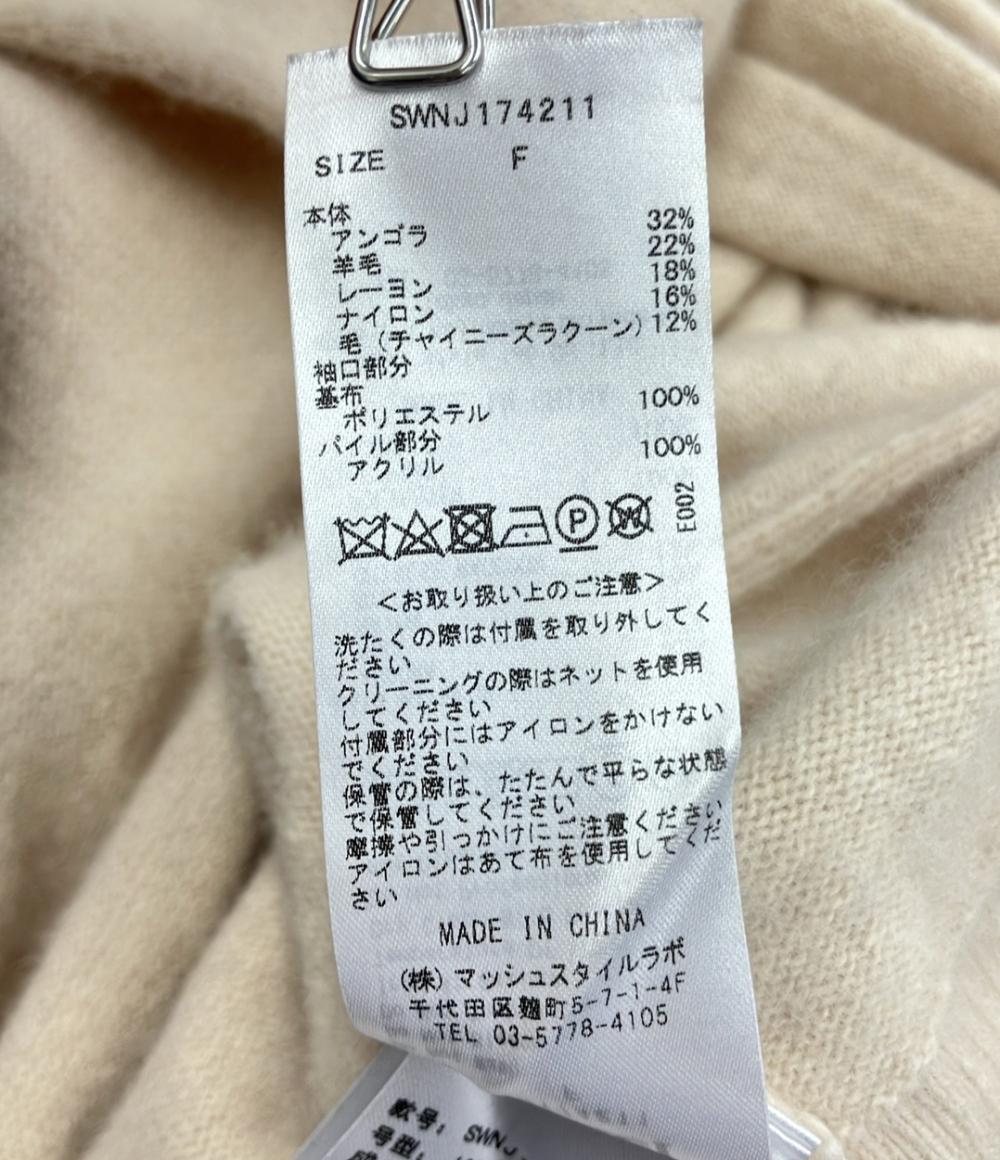 SWNJ174211
SIZE F
本体
アンゴラ 32%
羊毛 22%
レーヨン 18%
ナイロン 16%
毛(チャイニーズラクーン) 12%
袖口部分
基布
ポリエステル 100%
パイル部分
アクリル 100%
P
W
E002
<お取り扱い上のご注意>
洗たくの際は付属を取り外してく
ださい
クリーニングの際はネットを使用
してください
付属部分にはアイロンをかけない
でください
保管の際は、たたんで平らな状態
で保管してください
摩擦や引っかけにご注意ください
アイロンはあて布を使用してくだ
さい
MADE IN CHINA
(株)マッシュスタイルラボ
千代田区麹町5-7-1-4F
TEL 03-5778-4105
款号: SWNJ
号型: